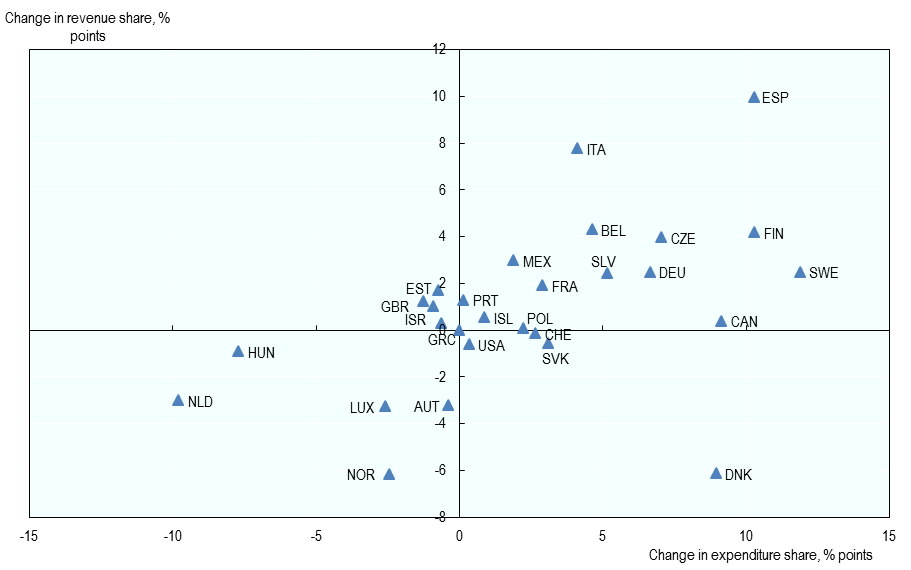 Change in revenue share, %
points
12
10
ESP
8
ITA
6
4
BEL
CZE
FIN
MEX
SLV
DEU
SWE
2
EST
FRA
GBR
PRT
ISR
ISL
POL
CAN
0
GRC
USA
CHE
SVK
HUN
-2
NLD
LUX
AUT
-4
NOR
-6
DNK
-8
-15
-10
-5
0
5
10
15
Change in expenditure share, % points